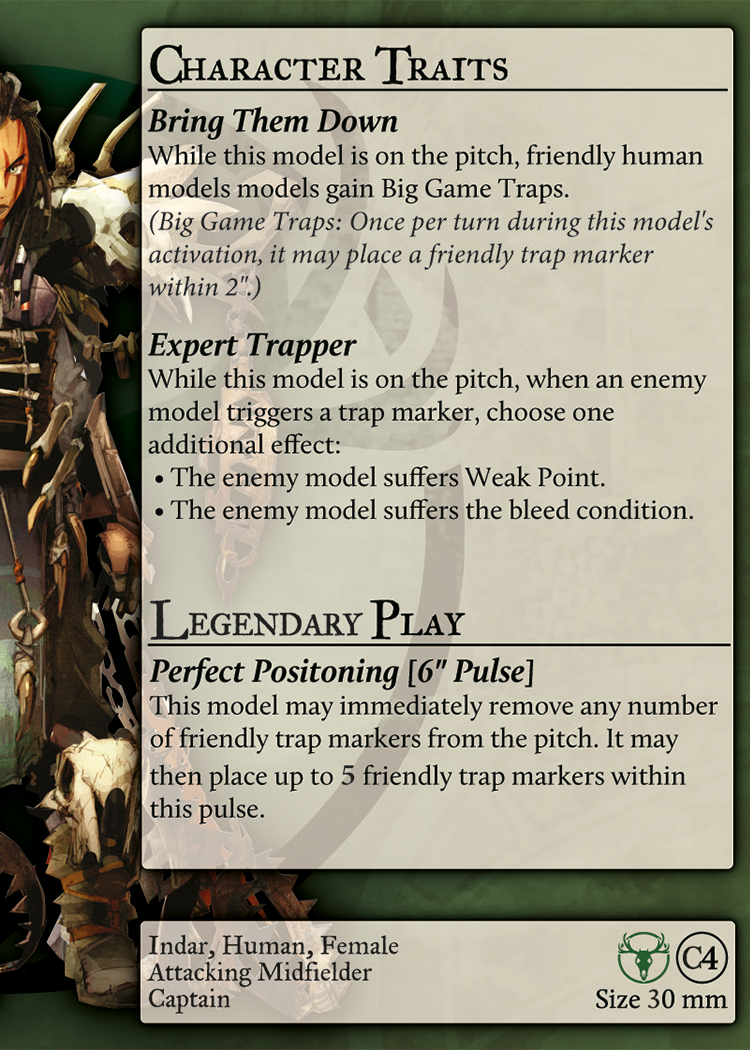 Character Traits
Bring Them Down
While this model is on the pitch, friendly human
models models gain Big Game Traps.
(Big Game Traps: Once per turn during this model's
activation, it may place a friendly trap marker
within 2".)
Expert Trapper
While this model is on the pitch, when an enemy
model triggers a trap marker, choose one
additional effect:
• The enemy model suffers Weak Point.
• The enemy model suffers the bleed condition.
Legendary Play
Perfect Positoning [6" Pulse]
This model may immediately remove any number
of friendly trap markers from the pitch. It may
then place up to 5 friendly trap markers within
this pulse.
Indar, Human, Female
Attacking Midfielder
Captain
C4
Size 30 mm